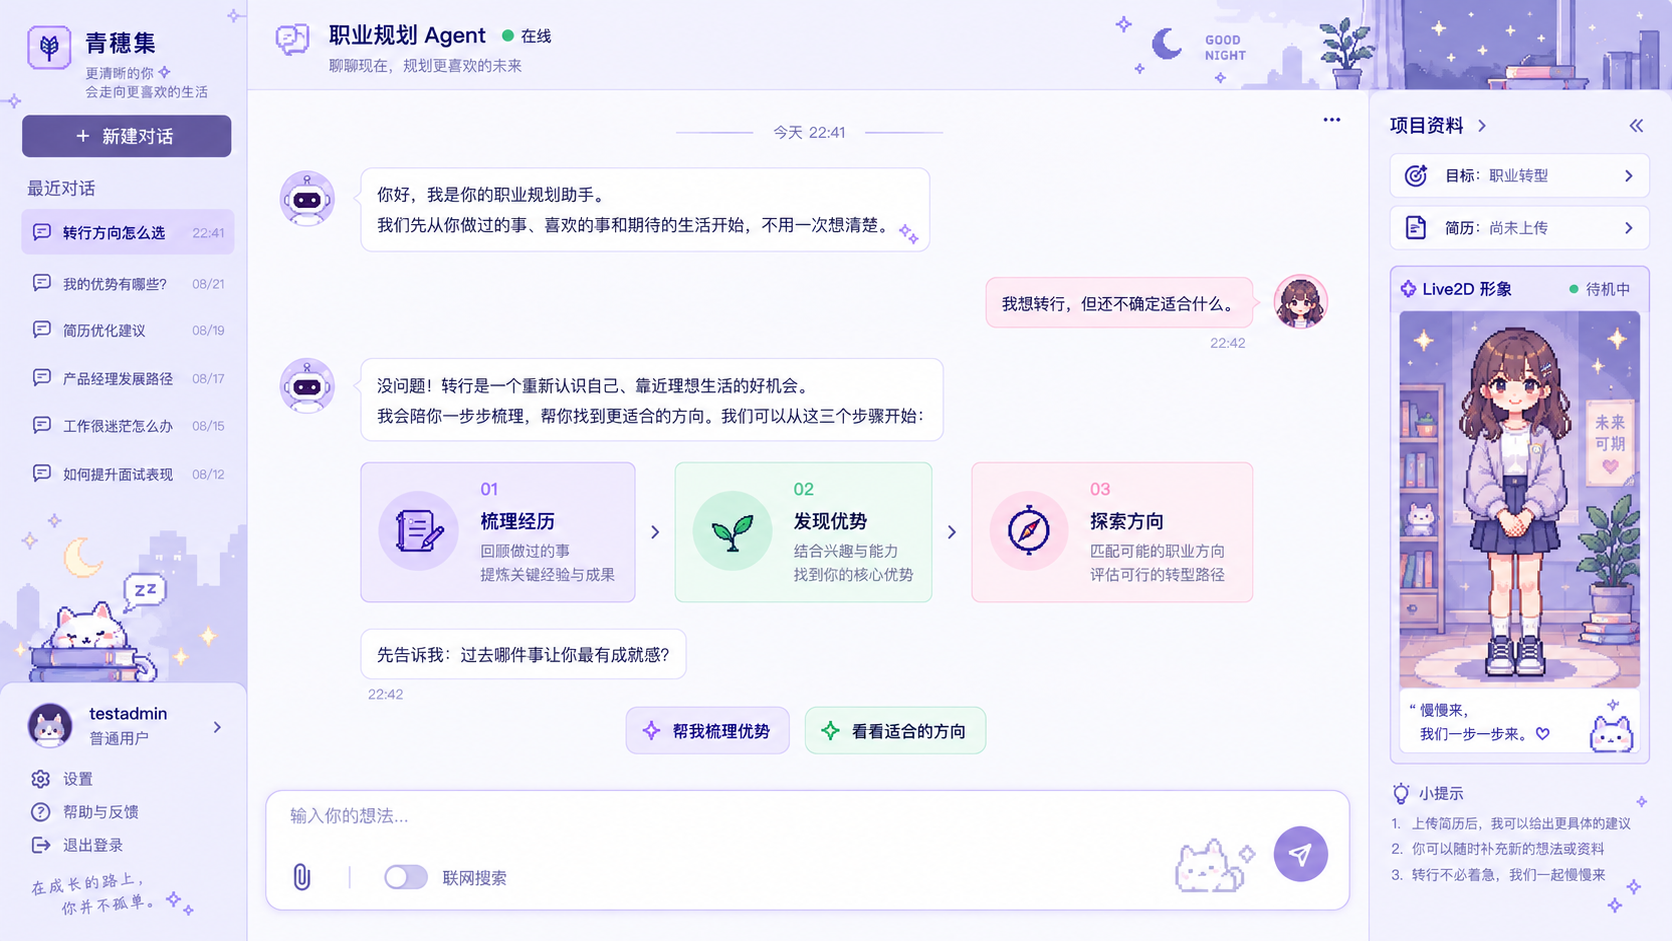 青穗集
更清晰的你
会走向更喜欢的生活
+ 新建对话
最近对话
转行方向怎么选 22:41
我的优势有哪些? 08/21
简历优化建议 08/19
产品经理发展路径 08/17
工作很迷茫怎么办 08/15
如何提升面试表现 08/12
ZZ
testadmin
普通用户
设置
帮助与反馈
退出登录
在成长的路上，
你并不孤单。
职业规划 Agent 在线
聊聊现在，规划更喜欢的未来
GOOD
NIGHT
今天 22:41
你好，我是你的职业规划助手。
我们先从你做过的事、喜欢的事和期待的生活开始，不用一次想清楚。
我想转行，但还不确定适合什么。
22:42
没问题！转行是一个重新认识自己、靠近理想生活的好机会。
我会陪你一步步梳理，帮你找到更适合的方向。我们可以从这三个步骤开始：
01
梳理经历
回顾做过的事
提炼关键经验与成果
02
发现优势
结合兴趣与能力
找到你的核心优势
03
探索方向
匹配可能的职业方向
评估可行的转型路径
先告诉我：过去哪件事让你最有成就感?
22:42
帮我梳理优势
看看适合的方向
输入你的想法...
联网搜索
项目资料
目标：职业转型
简历：尚未上传
Live2D 形象 待机中
未来
可期
“ 慢慢来，
我们一步一步来。
小提示
1. 上传简历后，我可以给出更具体的建议
2. 你可以随时补充新的想法或资料
3. 转行不必着急，我们一起慢慢来